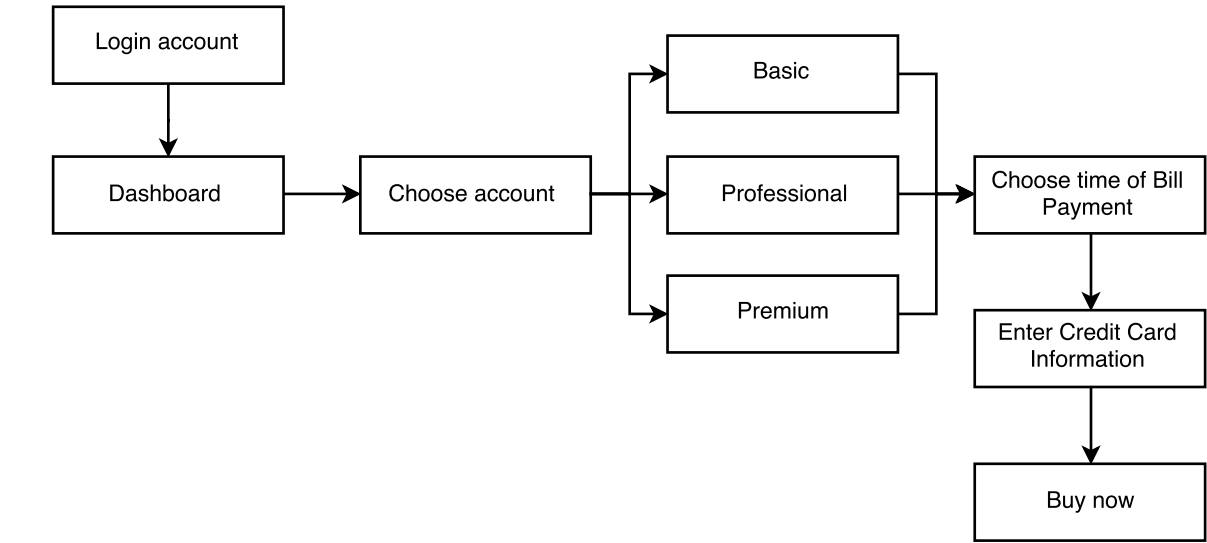 Login account
Dashboard
Choose account
Basic
Professional
Premium
Choose time of Bill
Payment
Enter Credit Card
Information
Buy now